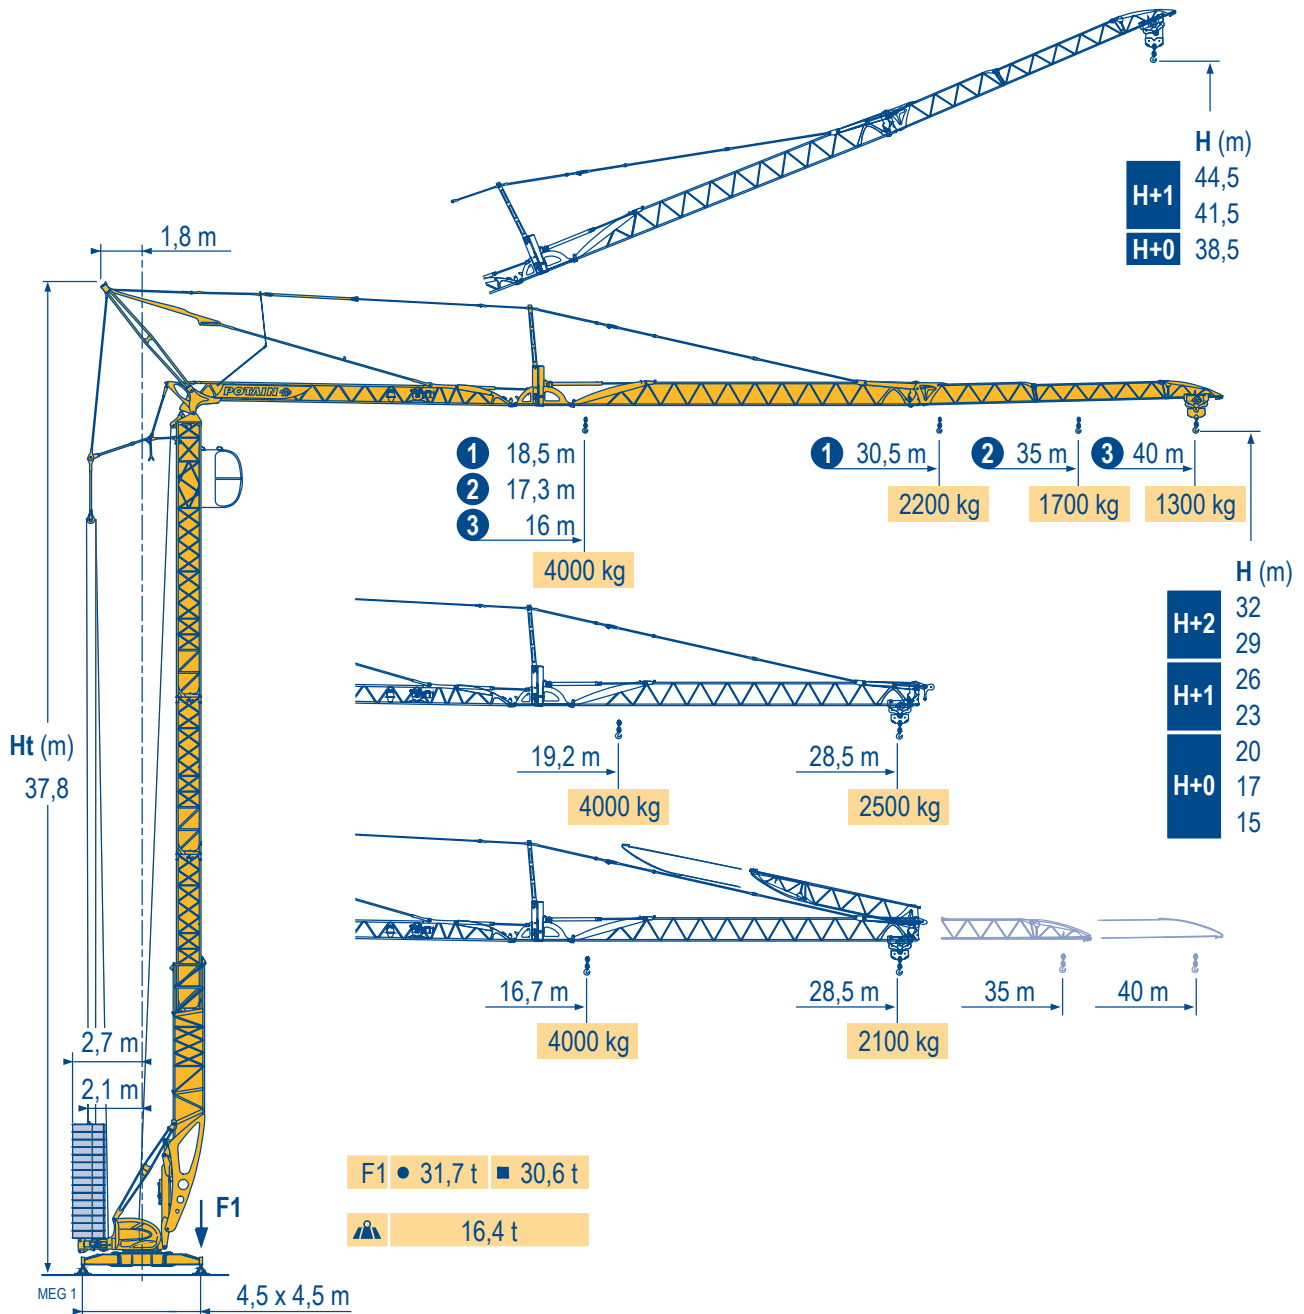 H (m)
H+1 44,5
41,5
H+0 38,5
1,8 m
POTAIN
1 18,5 m
2 17,3 m
3 16 m
4000 kg
1 30,5 m
2200 kg
2 35 m
1700 kg
3 40 m
1300 kg
H (m)
H+2 32
29
H+1 26
23
H+0 20
17
15
Ht (m)
37,8
19,2 m
4000 kg
28,5 m
2500 kg
16,7 m
4000 kg
28,5 m
2100 kg
35 m
40 m
2,7 m
2,1 m
F1
F1 ● 31,7 t ■ 30,6 t
16,4 t
MEG 1
4,5 x 4,5 m